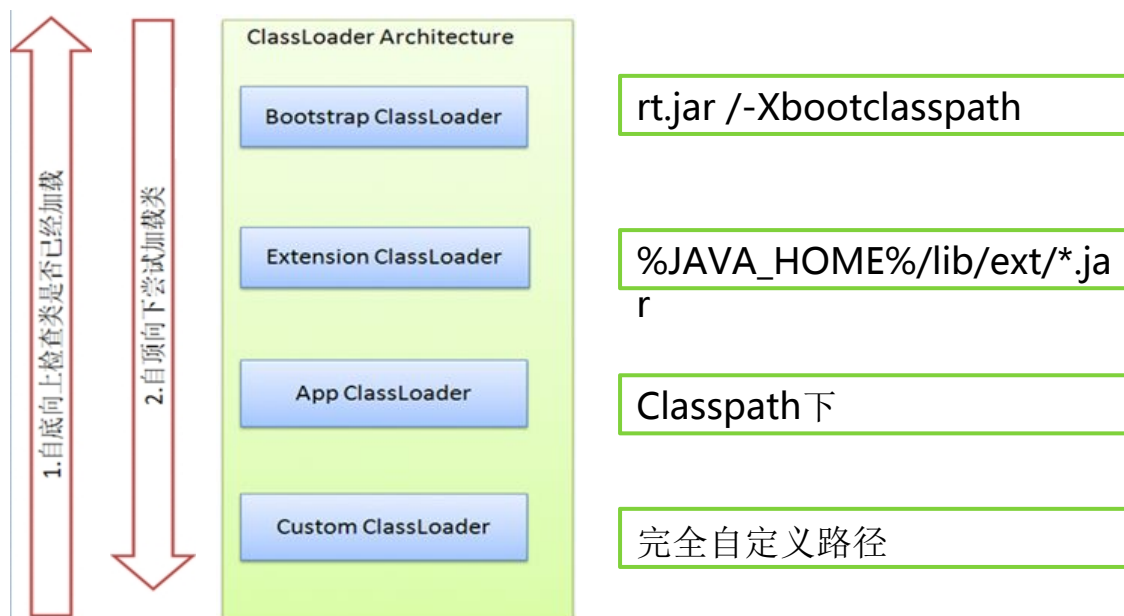 ClassLoader Architecture
1.自底向上检查类是否已经加载
2.自顶向下尝试加载类
Bootstrap ClassLoader
rt.jar /-Xbootclasspath
Extension ClassLoader
%JAVA_HOME%/lib/ext/*.ja
r
App ClassLoader
Classpath下
Custom ClassLoader
完全自定义路径